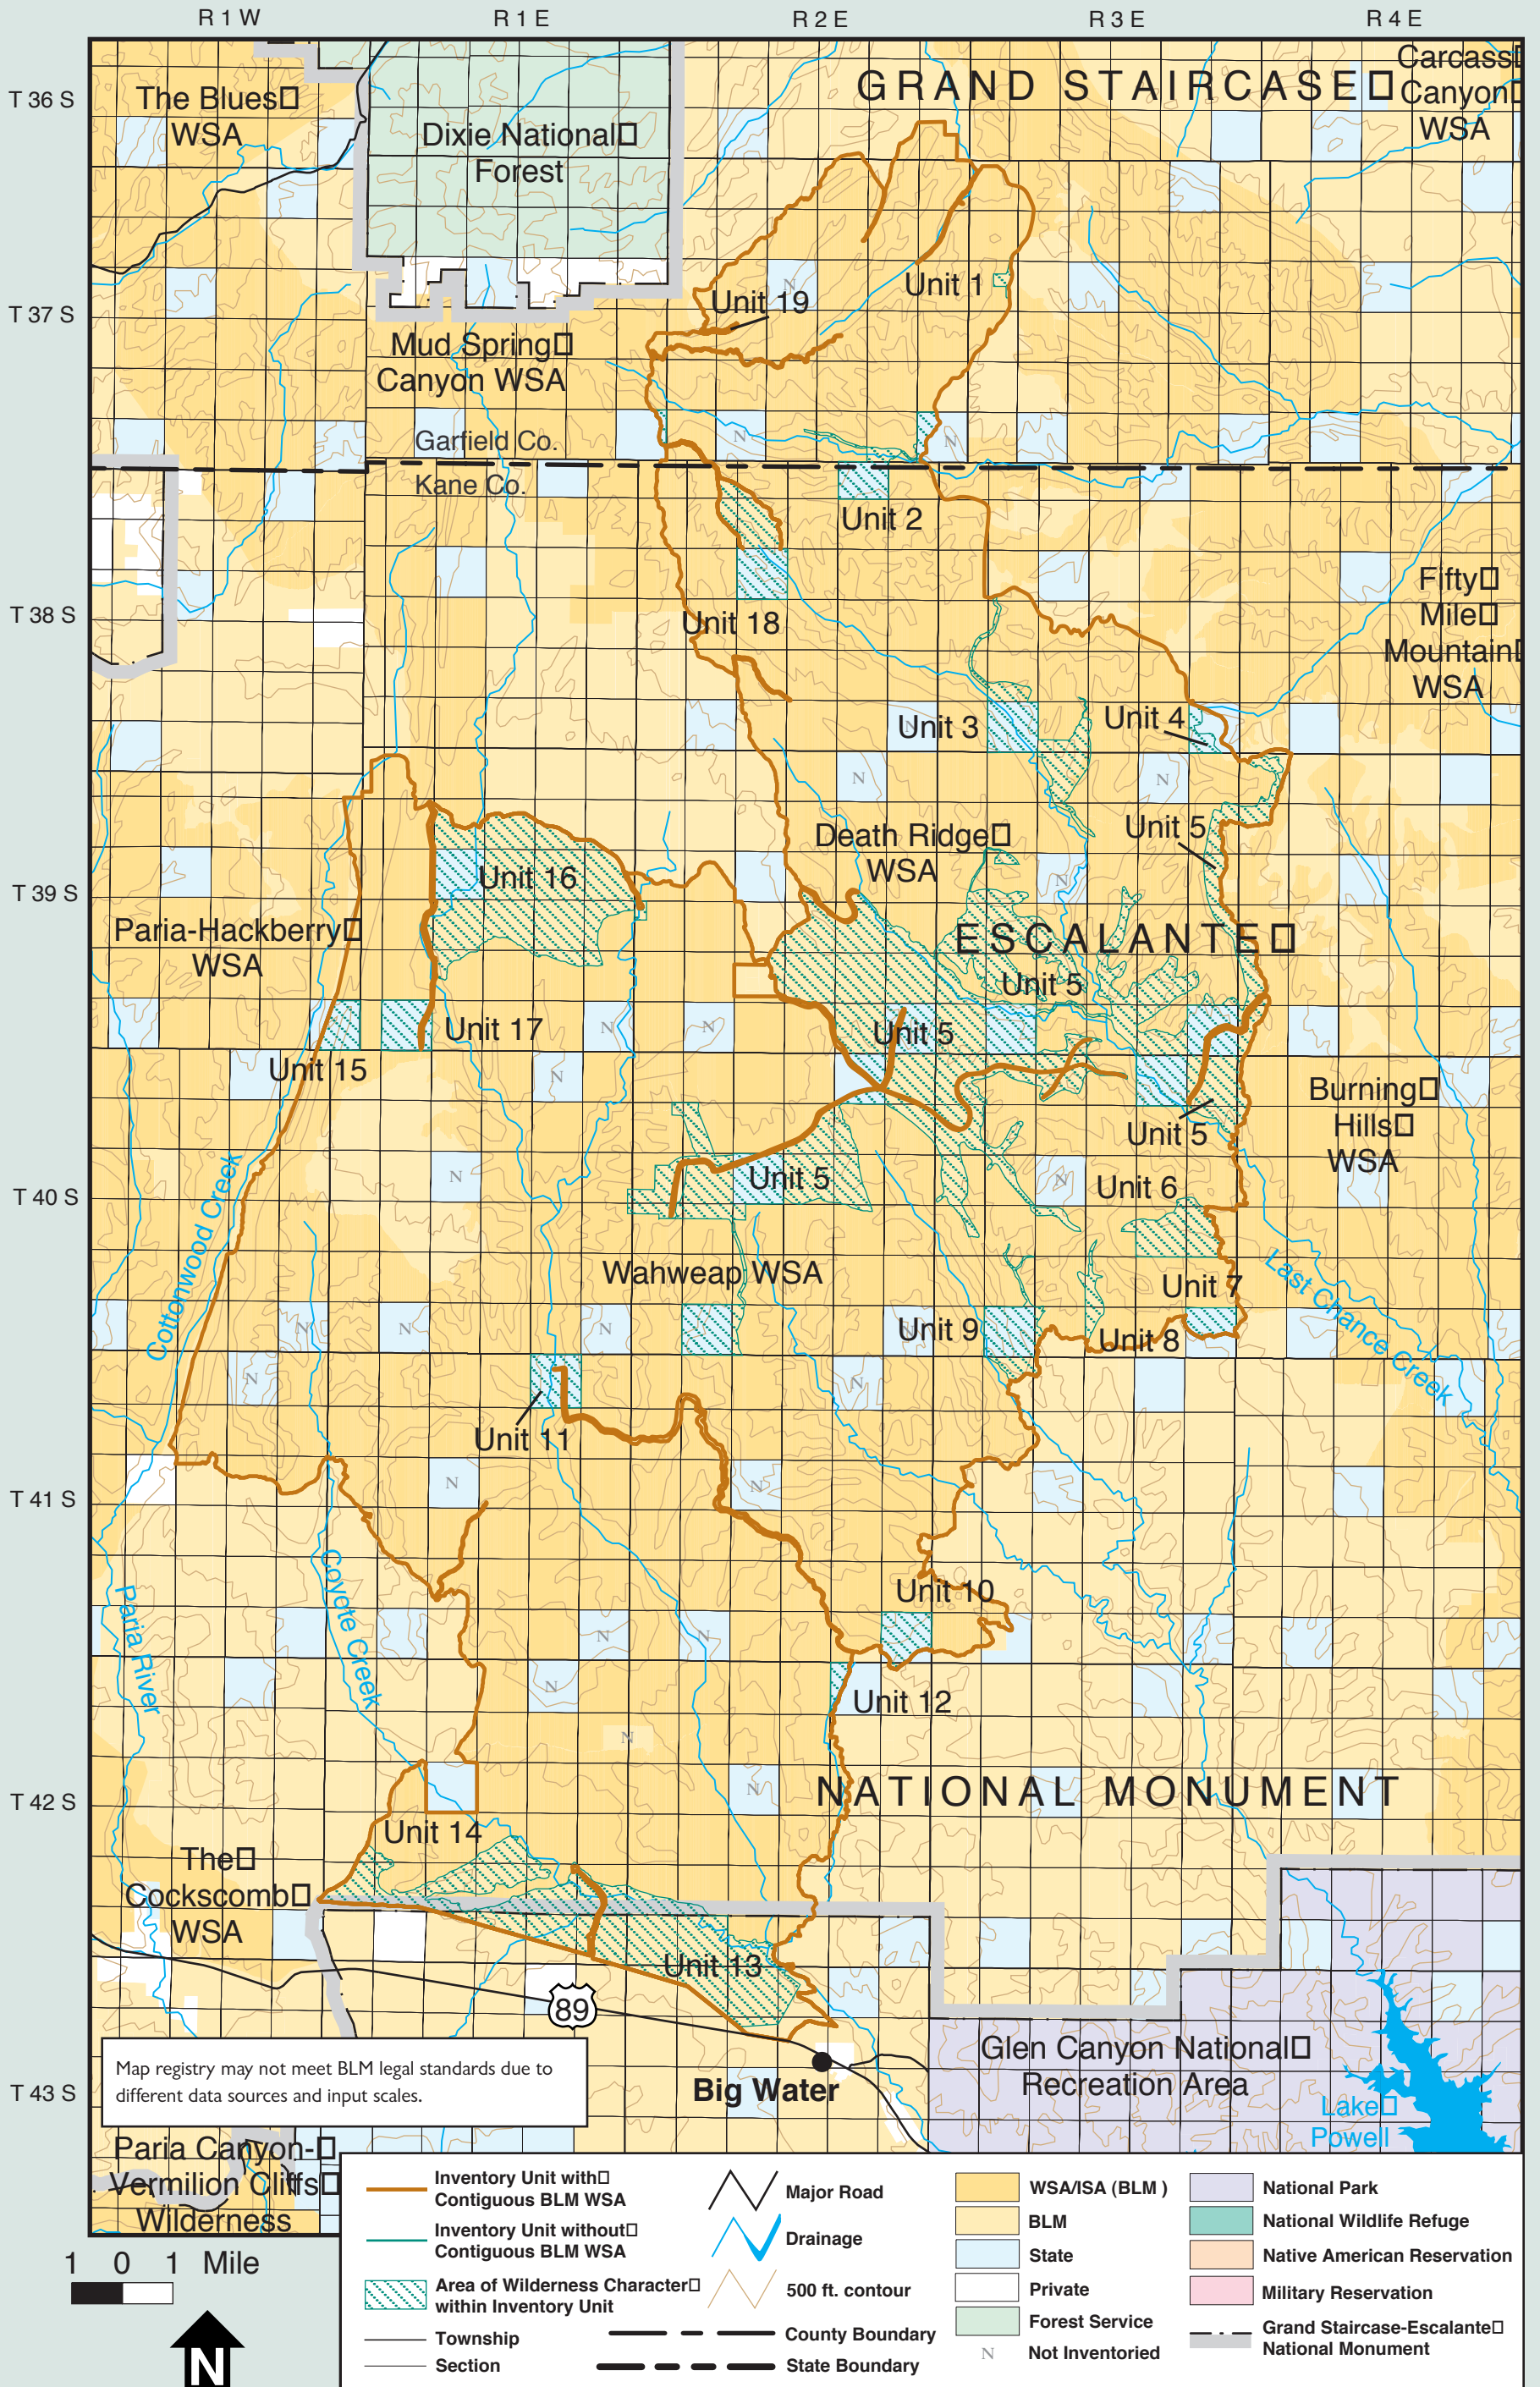 R 1 W
R 1 E
R 2 E
R 3 E
R 4 E
T 36 S
T 37 S
T 38 S
T 39 S
T 40 S
T 41 S
T 42 S
T 43 S
The Blues
WSA
Dixie National
Forest
GRAND STAIRCASE
Carcass
Canyon
WSA
Unit 1
Unit 19
Mud Spring
Canyon WSA
N
Garfield Co.
N
N
Kane Co.
Unit 2
Fifty
Mile
Mountain
WSA
Unit 18
Unit 3
Unit 4
N
N
Death Ridge
WSA
Unit 5
Unit 16
N
Paria-Hackberry
WSA
ESCALANTE
Unit 5
Unit 17
N
N
Unit 5
Unit 15
N
Burning
Hills
WSA
Unit 5
Cottonwood Creek
N
Unit 5
N
Unit 6
Wahweap WSA
Unit 7
Last Chance Creek
N
N
N
Unit 9
Unit 8
N
N
Unit 11
N
N
Paria River
Coyote Creek
Unit 10
N
N
N
Unit 12
N
N
NATIONAL MONUMENT
Unit 14
The
Cockscomb
WSA
Unit 13
89
Glen Canyon National
Recreation Area
Big Water
Lake
Powell
Map registry may not meet BLM legal standards due to
different data sources and input scales.
Paria Canyon-
Vermilion Cliffs
Wilderness
1 0 1 Mile
N
Inventory Unit with
Contiguous BLM WSA
Inventory Unit without
Contiguous BLM WSA
Area of Wilderness Character
within Inventory Unit
Township
Section
Major Road
Drainage
500 ft. contour
County Boundary
State Boundary
WSA/ISA (BLM )
BLM
State
Private
Forest Service
N Not Inventoried
National Park
National Wildlife Refuge
Native American Reservation
Military Reservation
Grand Staircase-Escalante
National Monument